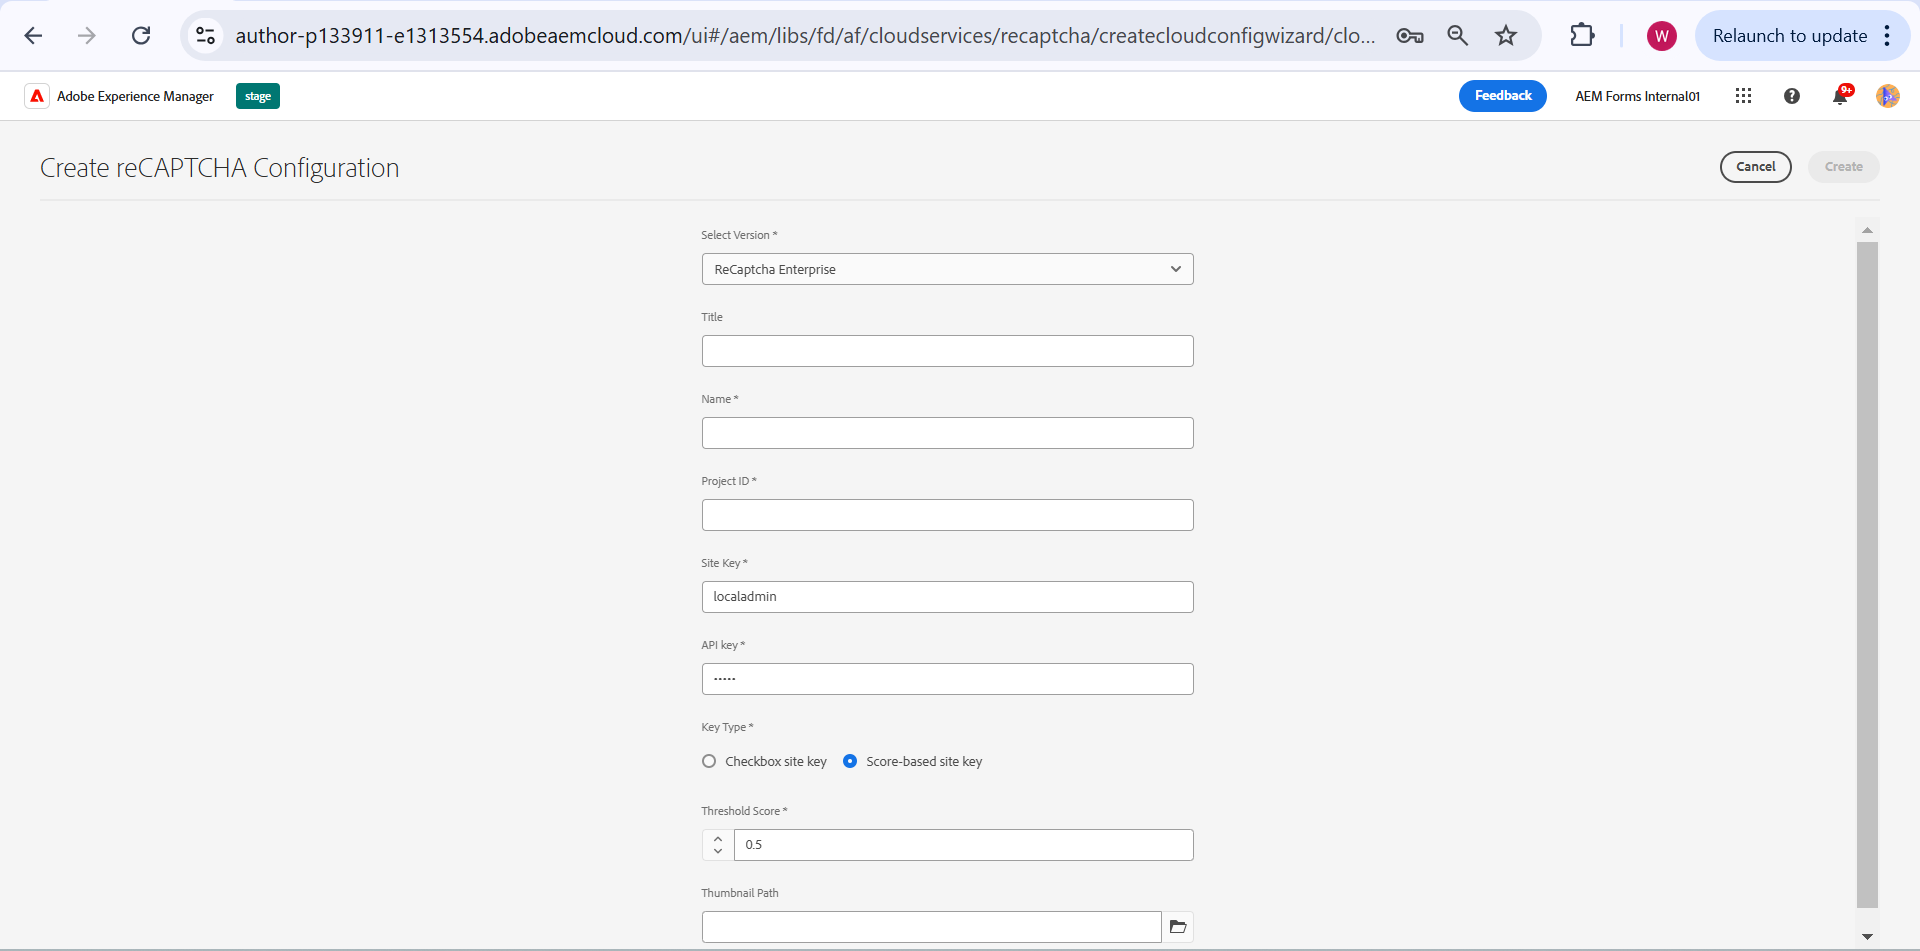 author-p133911-e1313554.adobeaemcloud.com/ui#/aem/libs/fd/af/cloudservices/recaptcha/createcloudconfigwizard/clo...
W
Relaunch to update
Adobe Experience Manager
stage
Feedback
AEM Forms Internal01
9+
Create reCAPTCHA Configuration
Cancel
Create
Select Version *
ReCaptcha Enterprise
Title
Name *
Project ID *
Site Key *
localadmin
API key *
•••••
Key Type *
Checkbox site key
Score-based site key
Threshold Score *
0.5
Thumbnail Path